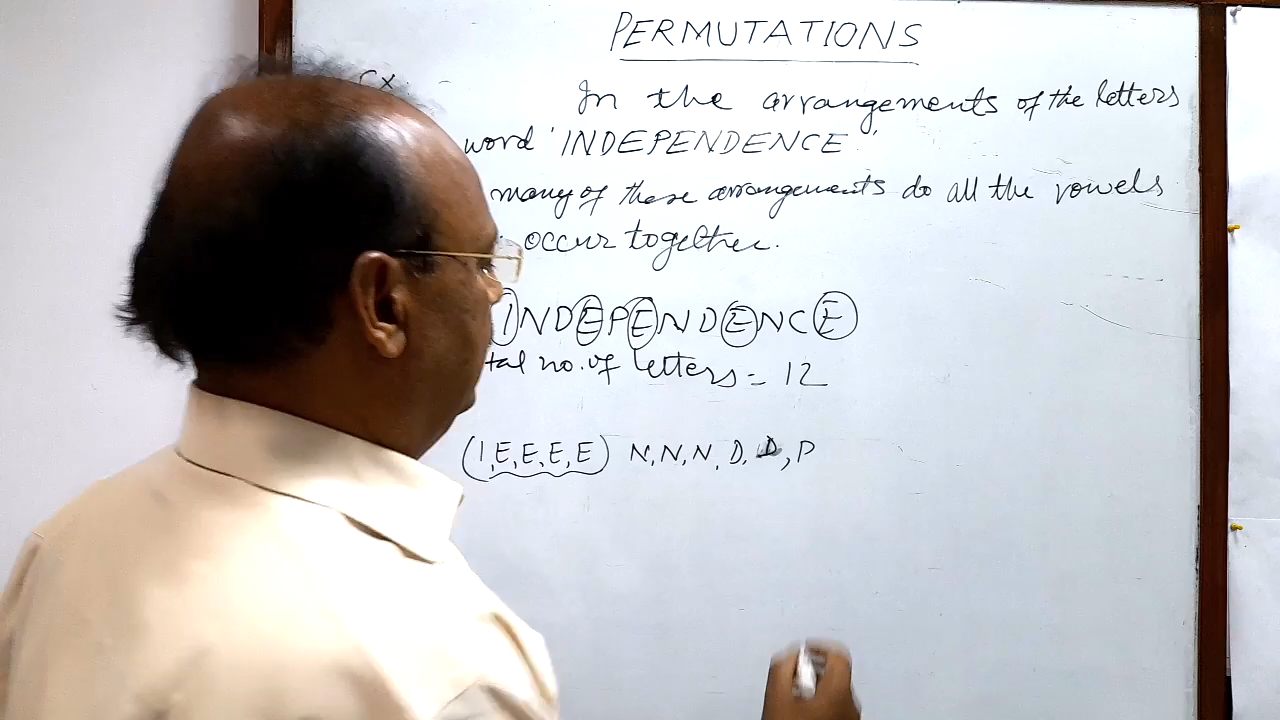 PERMUTATIONS
Ex
In the arrangements of the letters
word 'INDEPENDENCE'.
many of these arrangements do all the vowels
occur together.
INDEPENDENCE
tal no. of letters = 12
(I, E, E, E, E) N, N, N, D, D, P